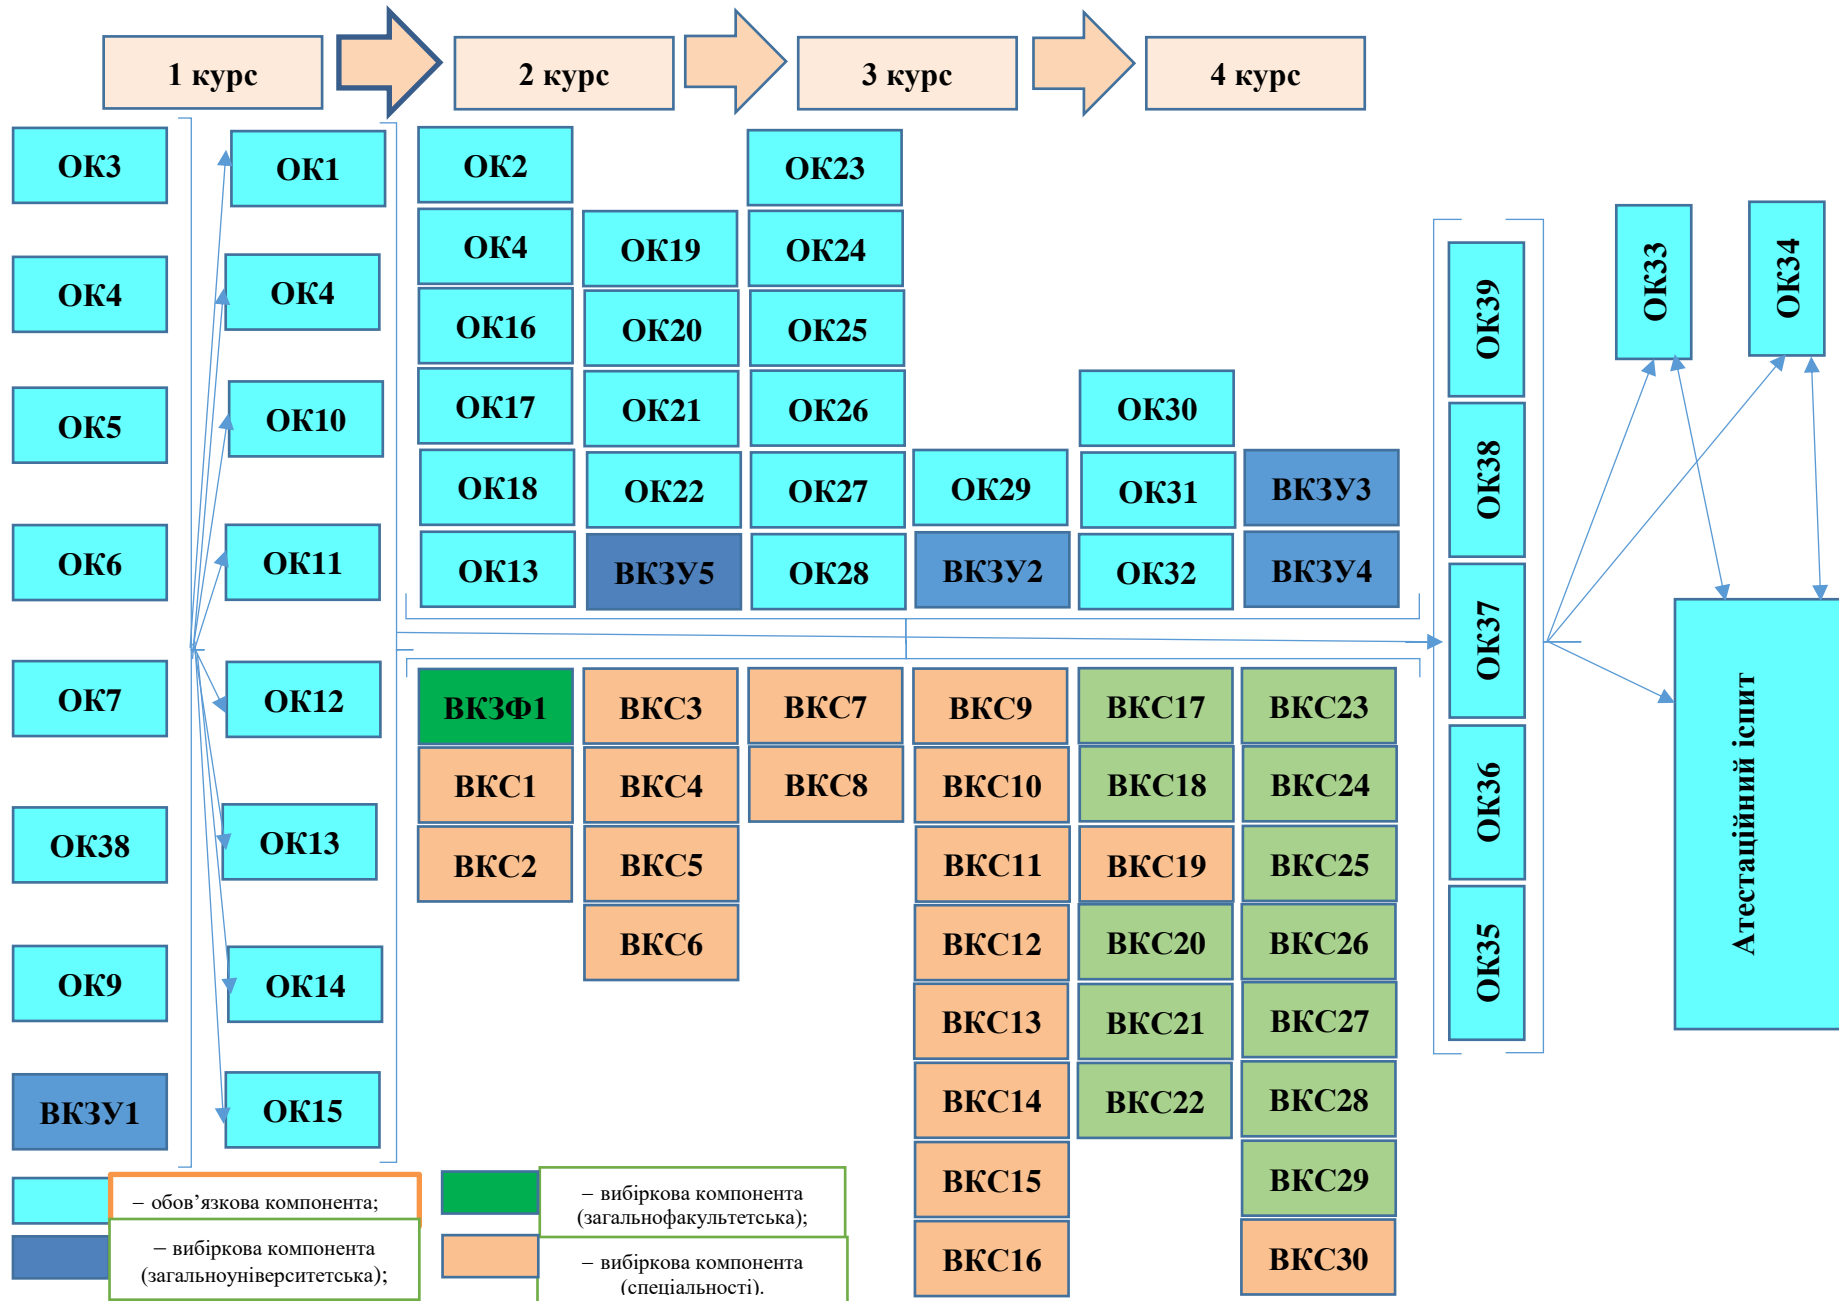 1 курс
2 курс
3 курс
4 курс
ОК3
ОК4
ОК5
ОК6
ОК7
ОК38
ОК9
ВКЗУ1
ОК1
ОК4
ОК10
ОК11
ОК12
ОК13
ОК14
ОК15
ОК2
ОК4
ОК16
ОК17
ОК18
ОК13
ОК19
ОК20
ОК21
ОК22
ВКЗУ5
ОК23
ОК24
ОК25
ОК26
ОК27
ОК28
ОК29
ВКЗУ2
ОК30
ОК31
ОК32
ВКЗУ3
ВКЗУ4
ВКЗФ1
ВКС1
ВКС2
ВКС3
ВКС4
ВКС5
ВКС6
ВКС7
ВКС8
ВКС9
ВКС10
ВКС11
ВКС12
ВКС13
ВКС14
ВКС15
ВКС16
ВКС17
ВКС18
ВКС19
ВКС20
ВКС21
ВКС22
ВКС23
ВКС24
ВКС25
ВКС26
ВКС27
ВКС28
ВКС29
ВКС30
ОК39
ОК38
ОК37
ОК36
ОК35
ОК33
ОК34
Атестаційний іспит
– обов’язкова компонента;
– вибіркова компонента
(загальноуніверситетська);
– вибіркова компонента
(загальнофакультетська);
– вибіркова компонента
(спеціальності).